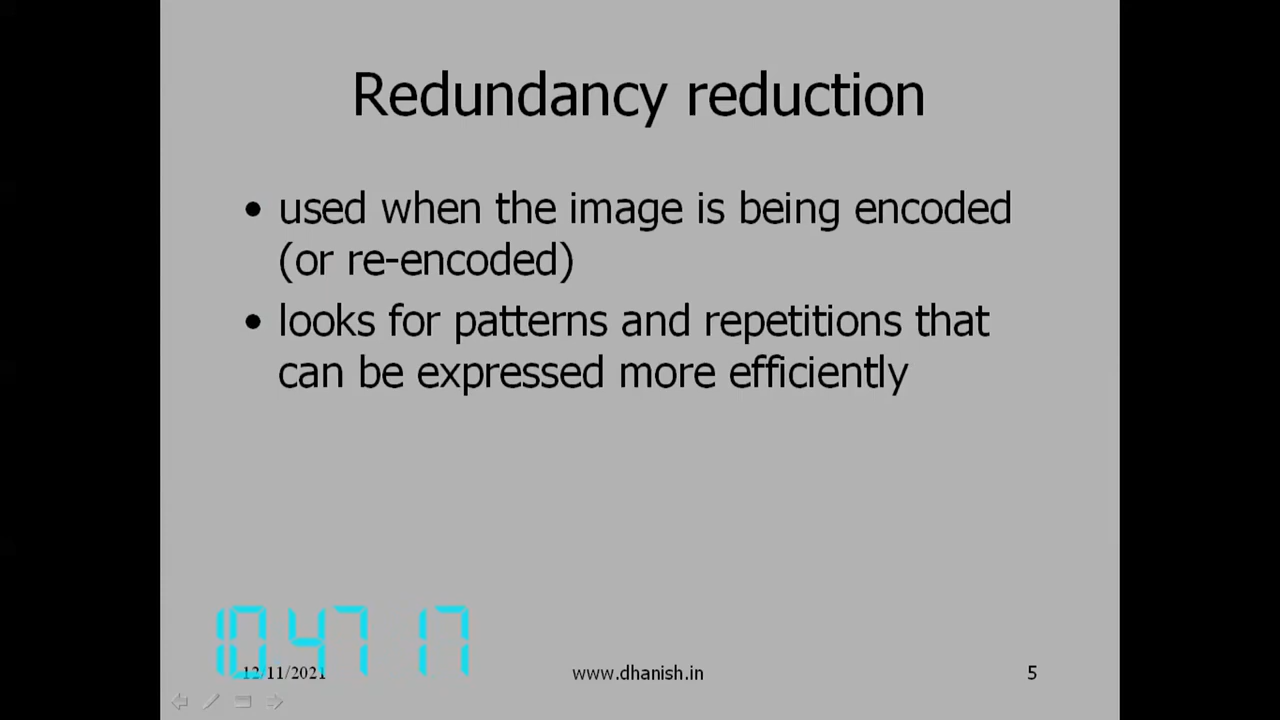 Redundancy reduction
• used when the image is being encoded
(or re-encoded)
• looks for patterns and repetitions that
can be expressed more efficiently
10 47 17
12/11/2021
www.dhanish.in
5